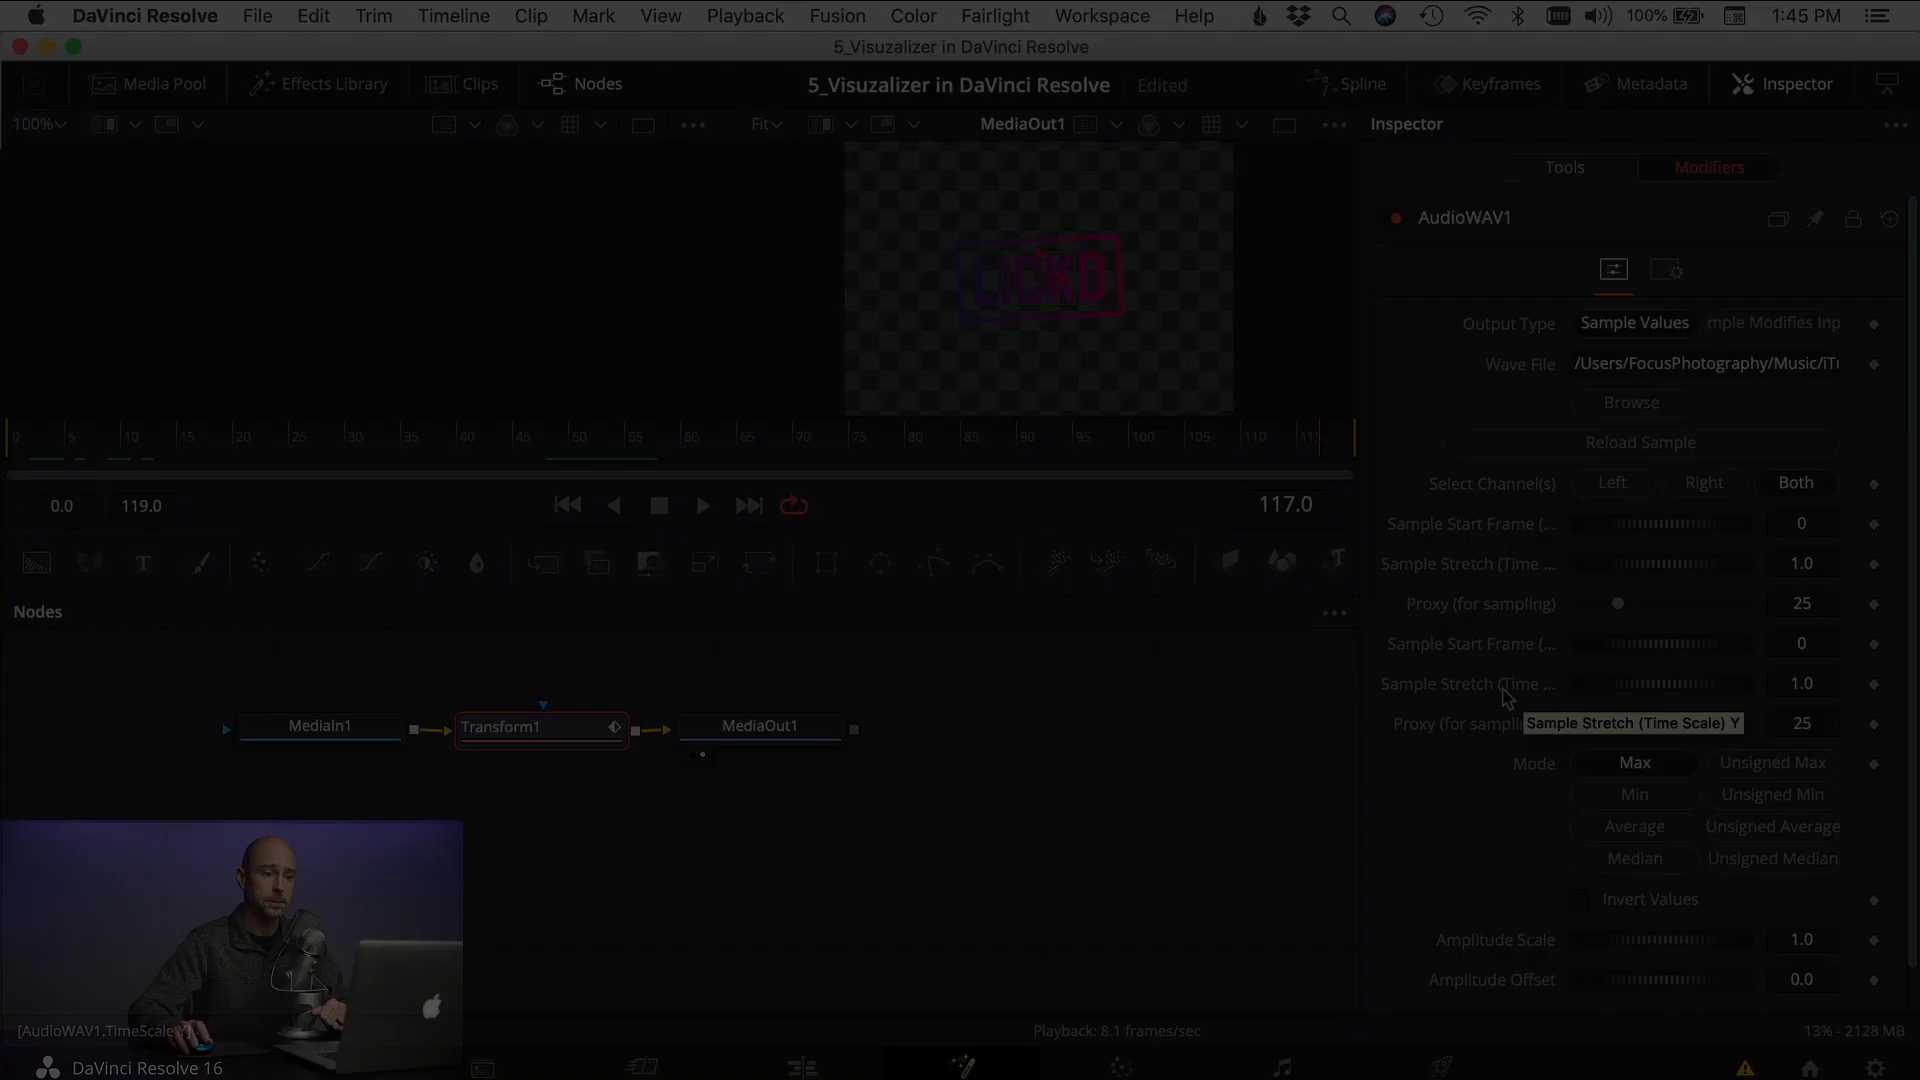 DaVinci Resolve File Edit Trim Timeline Clip Mark View Playback Fusion Color Fairlight Workspace Help 100% 1:45 PM
5_Visuzalizer in DaVinci Resolve
Media Pool Effects Library Clips Nodes 5_Visuzalizer in DaVinci Resolve Edited Spline Keyframes Metadata Inspector
100% Fit MediaOut1 Inspector
Tools Modifiers
AudioWAV1
LICKD
Output Type Sample Values mple Modifies Inp
Wave File /Users/FocusPhotography/Music/iTu
Browse
0 5 10 15 20 25 30 35 40 45 50 55 60 65 70 75 80 85 90 95 100 105 110 115
Reload Sample
Select Channel(s) Left Right Both
0.0 119.0 117.0
Sample Start Frame (... 0
Sample Stretch (Time ... 1.0
Proxy (for sampling) 25
Nodes
Sample Start Frame (... 0
Sample Stretch (Time ... 1.0
MediaIn1 Transform1 MediaOut1
Proxy (for sampli Sample Stretch (Time Scale) Y 25
Mode Max Unsigned Max
Min Unsigned Min
Average Unsigned Average
Median Unsigned Median
Invert Values
Amplitude Scale 1.0
Amplitude Offset 0.0
[AudioWAV1,TimeScaleY] Playback: 8.1 frames/sec 13% - 2128 MB
DaVinci Resolve 16